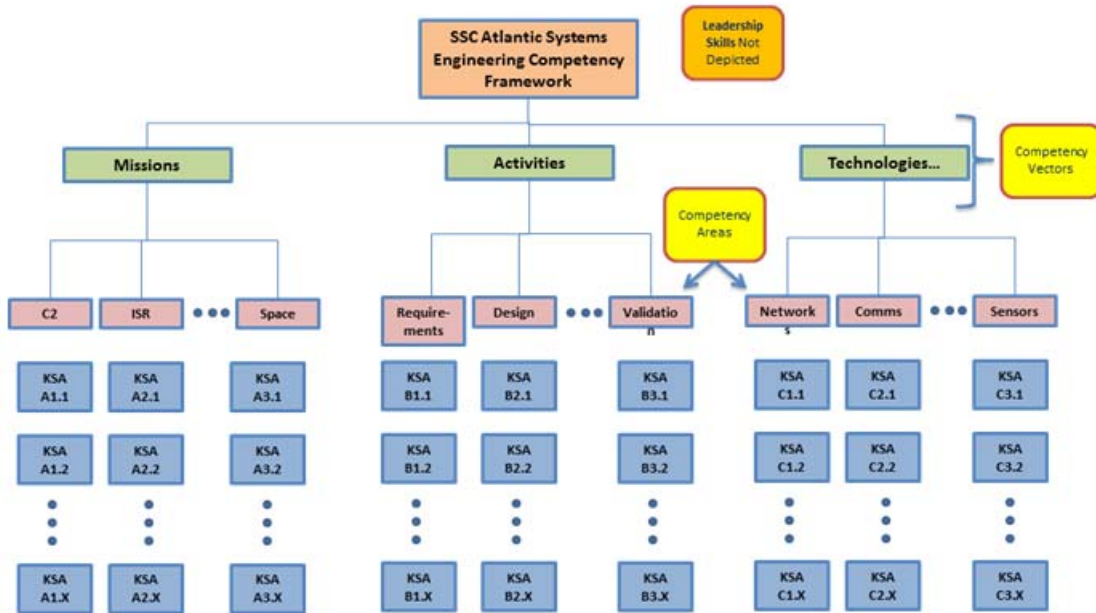 SSC Atlantic Systems
Engineering Competency
Framework
Leadership
Skills Not
Depicted
Missions
Activities
Technologies...
Competency
Vectors
Competency
Areas
C2
ISR
Space
Require-
ments
Design
Validatio
n
Network
s
Comms
Sensors
KSA
A1.1
KSA
A2.1
KSA
A3.1
KSA
B1.1
KSA
B2.1
KSA
B3.1
KSA
C1.1
KSA
C2.1
KSA
C3.1
KSA
A1.2
KSA
A2.2
KSA
A3.2
KSA
B1.2
KSA
B2.2
KSA
B3.2
KSA
C1.2
KSA
C2.2
KSA
C3.2
KSA
A1.X
KSA
A2.X
KSA
A3.X
KSA
B1.X
KSA
B2.X
KSA
B3.X
KSA
C1.X
KSA
C2.X
KSA
C3.X